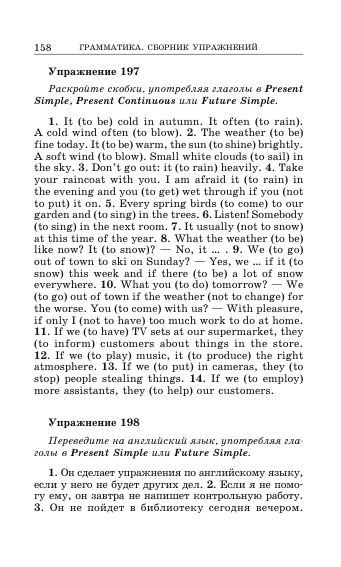 158 ГРАММАТИКА. СБОРНИК УПРАЖНЕНИЙ
Упражнение 197
Раскройте скобки, употребляя глаголы в Present
Simple, Present Continuous или Future Simple.
1. It (to be) cold in autumn. It often (to rain).
A cold wind often (to blow). 2. The weather (to be)
fine today. It (to be) warm, the sun (to shine) brightly.
A soft wind (to blow). Small white clouds (to sail) in
the sky. 3. Don't go out: it (to rain) heavily. 4. Take
your raincoat with you. I am afraid it (to rain) in
the evening and you (to get) wet through if you (not
to put) it on. 5. Every spring birds (to come) to our
garden and (to sing) in the trees. 6. Listen! Somebody
(to sing) in the next room. 7. It usually (not to snow)
at this time of the year. 8. What the weather (to be)
like now? It (to snow)? — No, it ... . 9. We (to go)
out of town to ski on Sunday? — Yes, we ... if it (to
snow) this week and if there (to be) a lot of snow
everywhere. 10. What you (to do) tomorrow? — We
(to go) out of town if the weather (not to change) for
the worse. You (to come) with us? — With pleasure,
if only I (not to have) too much work to do at home.
11. If we (to have) TV sets at our supermarket, they
(to inform) customers about things in the store.
12. If we (to play) music, it (to produce) the right
atmosphere. 13. If we (to put) in cameras, they (to
stop) people stealing things. 14. If we (to employ)
more assistants, they (to help) our customers.
Упражнение 198
Переведите на английский язык, употребляя гла-
голы в Present Simple или Future Simple.
1. Он сделает упражнения по английскому языку,
если у него не будет других дел. 2. Если я не помо-
гу ему, он завтра не напишет контрольную работу.
3. Он не пойдет в библиотеку сегодня вечером.